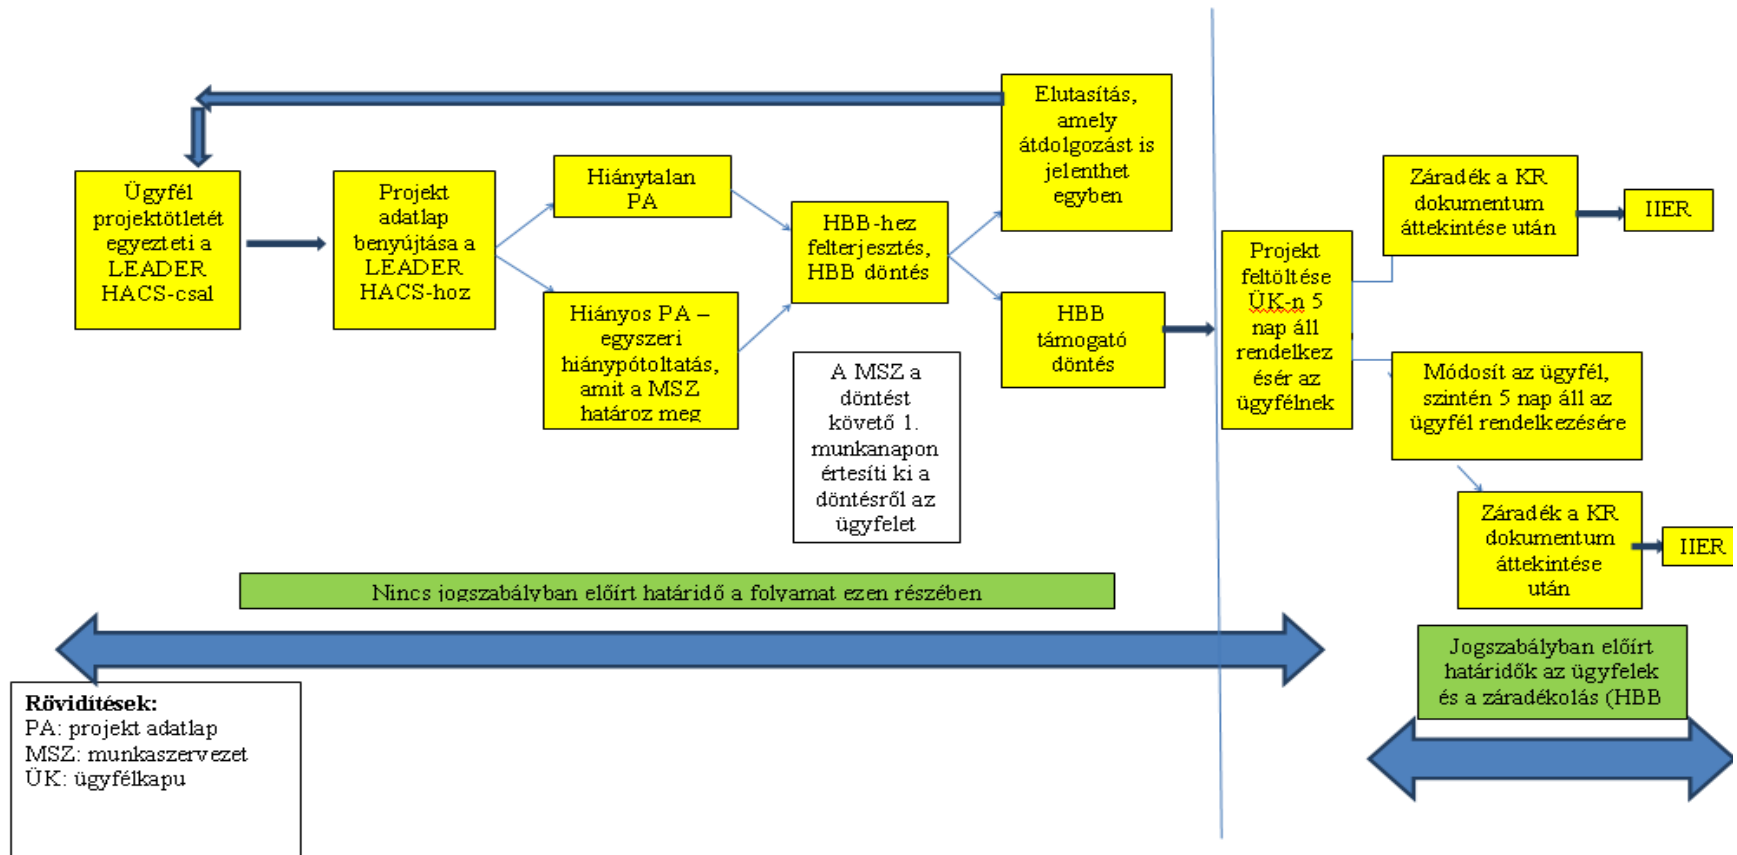 Ügyfél
projektötletét
egyezteti a
LEADER
HACS-csal
Projekt
adatlap
benyújtása a
LEADER
HACS-hoz
Hiánytalan
PA
Hiányos PA –
egyszeri
hiánypótoltatás,
amit a MSZ
határoz meg
HBB-hez
felterjesztés,
HBB döntés
A MSZ a
döntést
követő 1.
munkanapon
értesíti ki a
döntésről az
ügyfelet
Elutasítás,
amely
átdolgozást is
jelenthet
egyben
HBB
támogató
döntés
Projekt
feltöltése
ÜK-n 5
nap áll
rendelkez
ésér az
ügyfélnek
Záradék a KR
dokumentum
áttekintése után
IIER
Módosít az ügyfél,
szintén 5 nap áll az
ügyfél rendelkezésére
Záradék a KR
dokumentum
áttekintése
után
IIER
Nincs jogszabályban előírt határidő a folyamat ezen részében
Jogszabályban előírt
határidők az ügyfelek
és a záradékolás (HBB
Rövidítések:
PA: projekt adatlap
MSZ: munkaszervezet
ÜK: ügyfélkapu